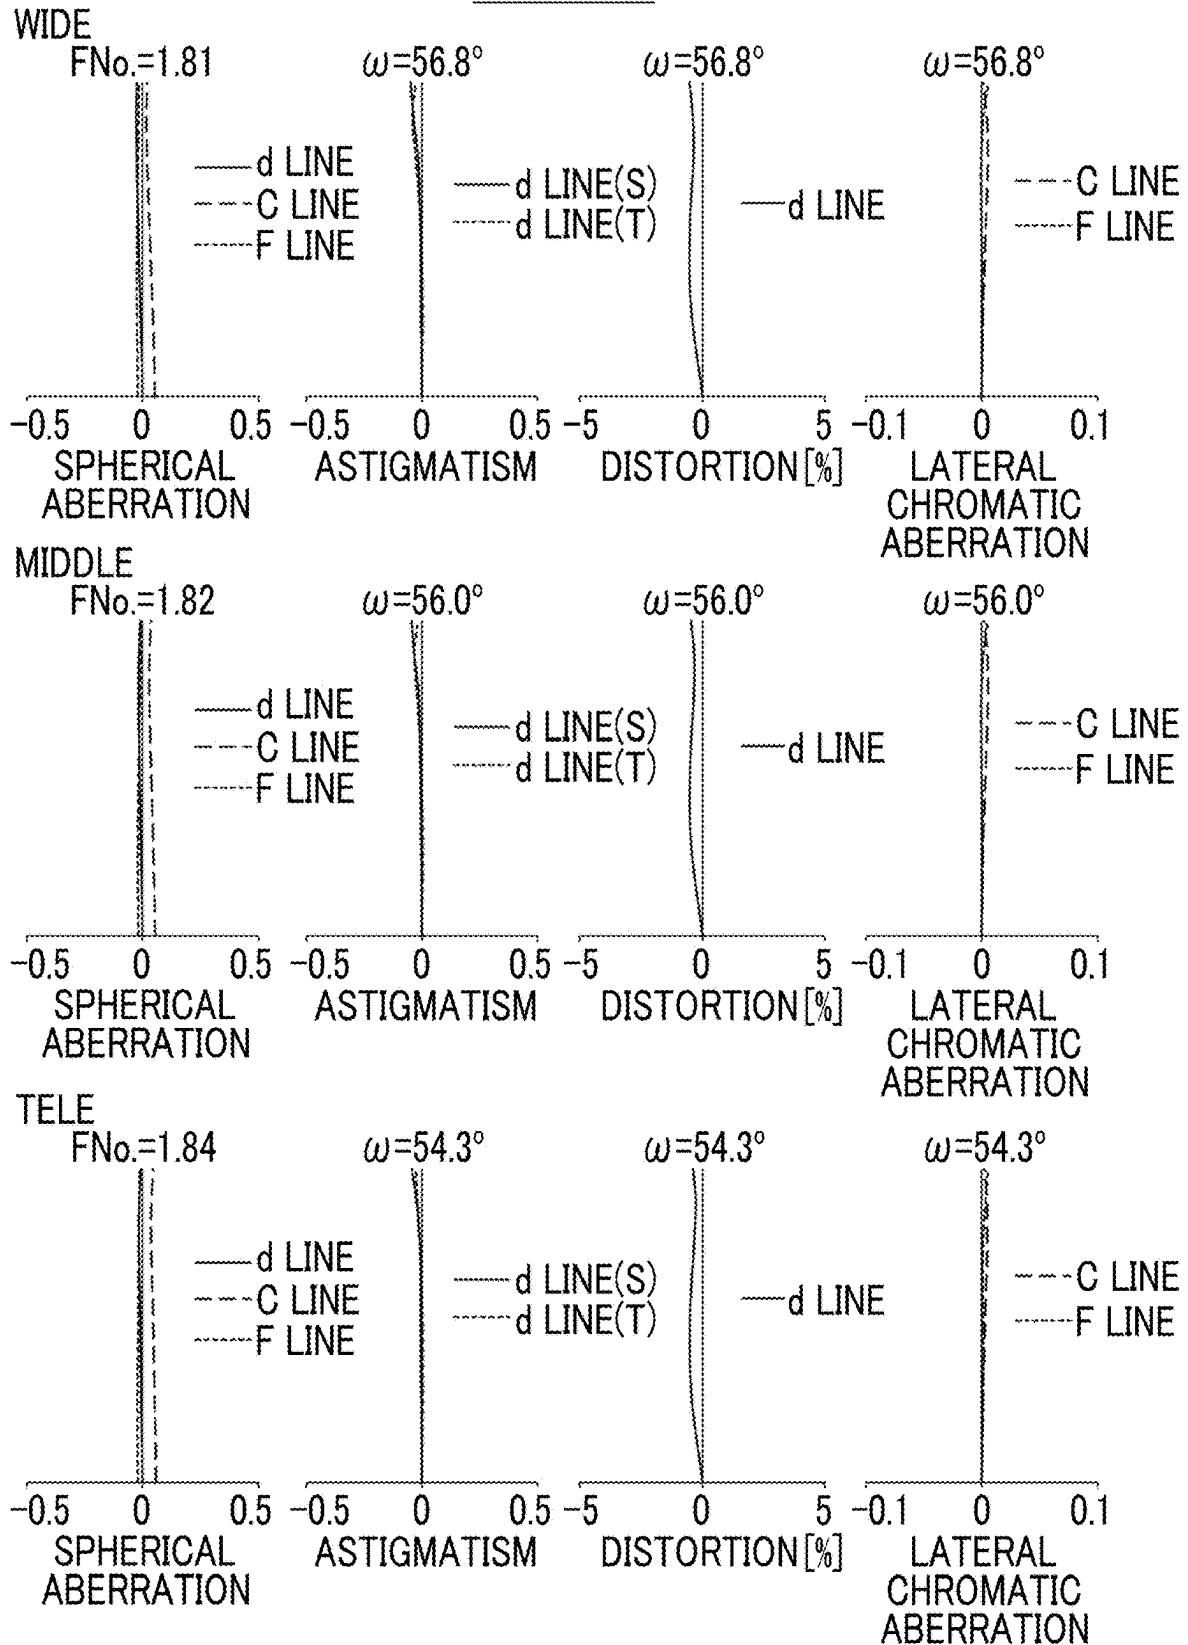 WIDE
FNo.=1.81
ω=56.8°
ω=56.8°
ω=56.8°
d LINE
C LINE
F LINE
d LINE(S)
d LINE(T)
d LINE
C LINE
F LINE
−0.5 0 0.5
−0.5 0 0.5
−5 0 5
−0.1 0 0.1
SPHERICAL
ABERRATION
ASTIGMATISM
DISTORTION[%]
LATERAL
CHROMATIC
ABERRATION
MIDDLE
FNo.=1.82
ω=56.0°
ω=56.0°
ω=56.0°
d LINE
C LINE
F LINE
d LINE(S)
d LINE(T)
d LINE
C LINE
F LINE
−0.5 0 0.5
−0.5 0 0.5
−5 0 5
−0.1 0 0.1
SPHERICAL
ABERRATION
ASTIGMATISM
DISTORTION[%]
LATERAL
CHROMATIC
ABERRATION
TELE
FNo.=1.84
ω=54.3°
ω=54.3°
ω=54.3°
d LINE
C LINE
F LINE
d LINE(S)
d LINE(T)
d LINE
C LINE
F LINE
−0.5 0 0.5
−0.5 0 0.5
−5 0 5
−0.1 0 0.1
SPHERICAL
ABERRATION
ASTIGMATISM
DISTORTION[%]
LATERAL
CHROMATIC
ABERRATION